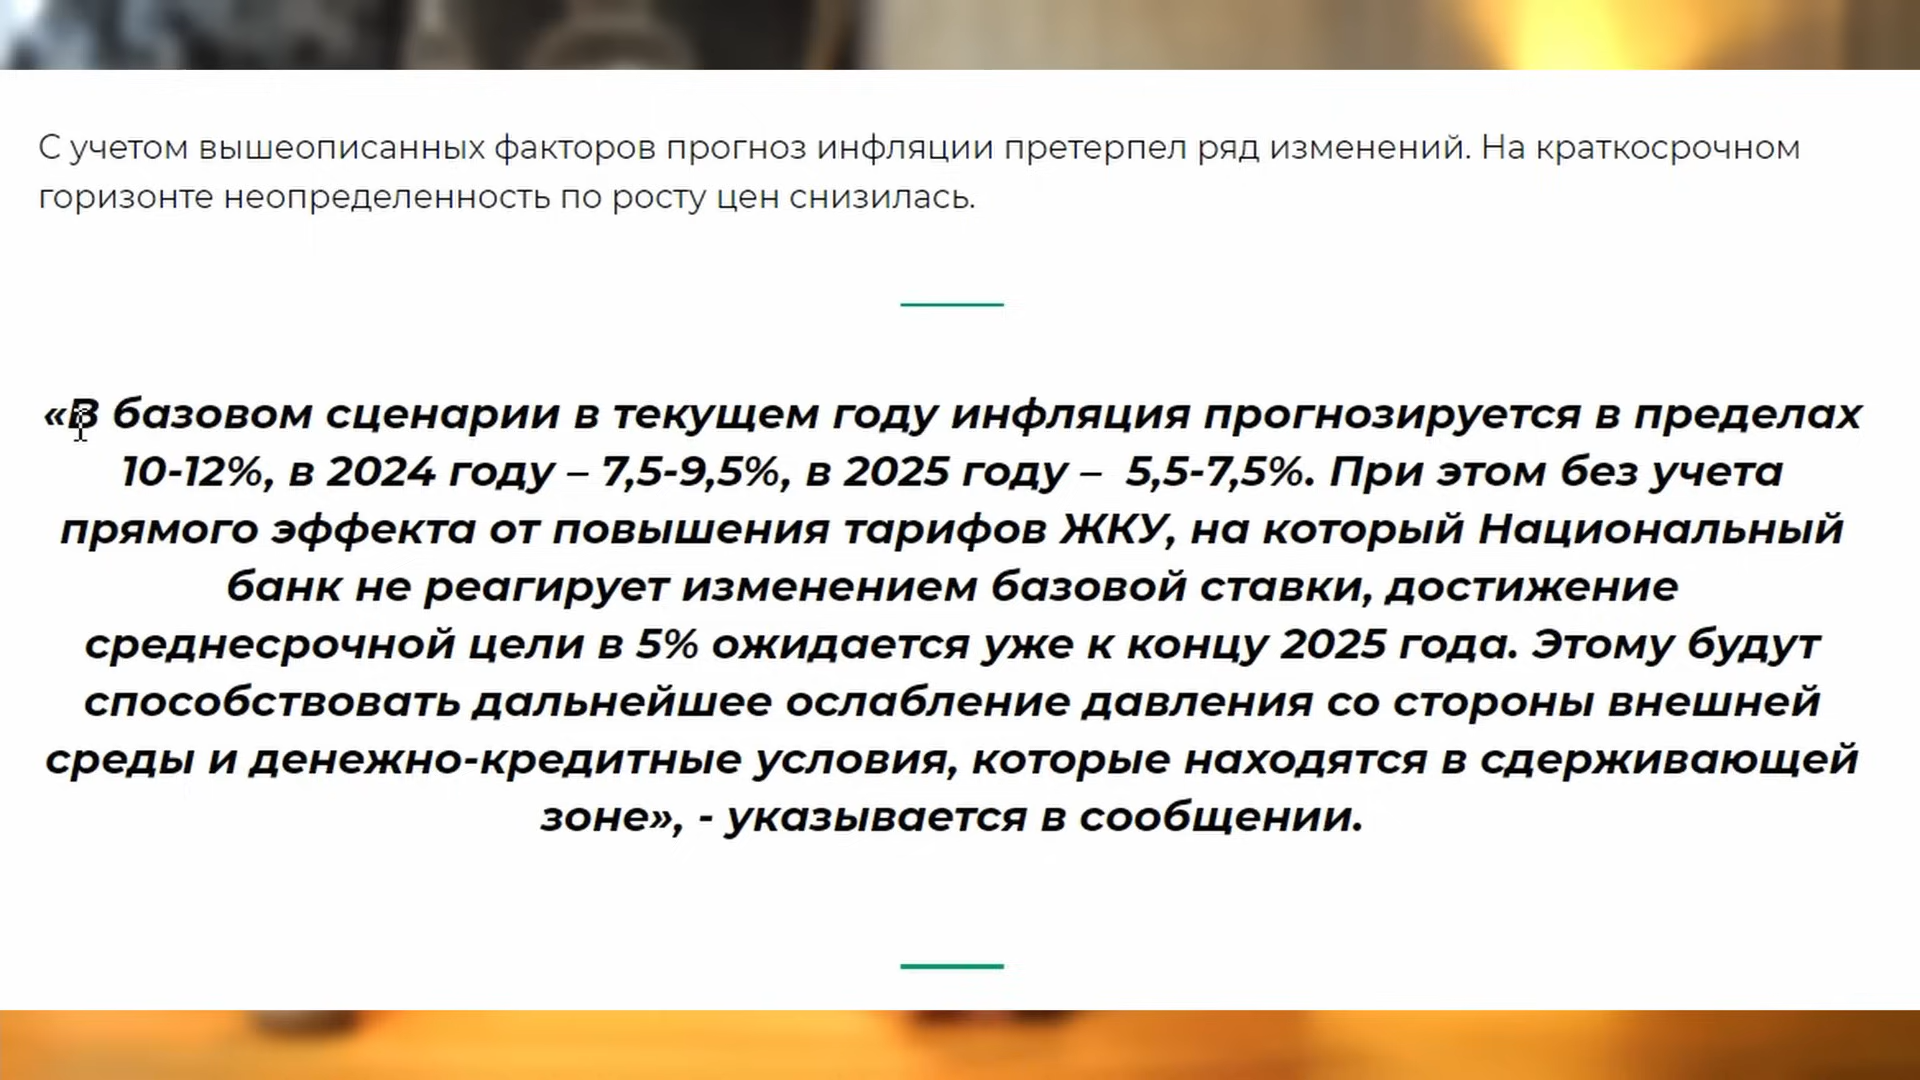 С учетом вышеописанных факторов прогноз инфляции претерпел ряд изменений. На краткосрочном
горизонте неопределенность по росту цен снизилась.
«В базовом сценарии в текущем году инфляция прогнозируется в пределах
10-12%, в 2024 году – 7,5-9,5%, в 2025 году – 5,5-7,5%. При этом без учета
прямого эффекта от повышения тарифов ЖКУ, на который Национальный
банк не реагирует изменением базовой ставки, достижение
среднесрочной цели в 5% ожидается уже к концу 2025 года. Этому будут
способствовать дальнейшее ослабление давления со стороны внешней
среды и денежно-кредитные условия, которые находятся в сдерживающей
зоне», - указывается в сообщении.